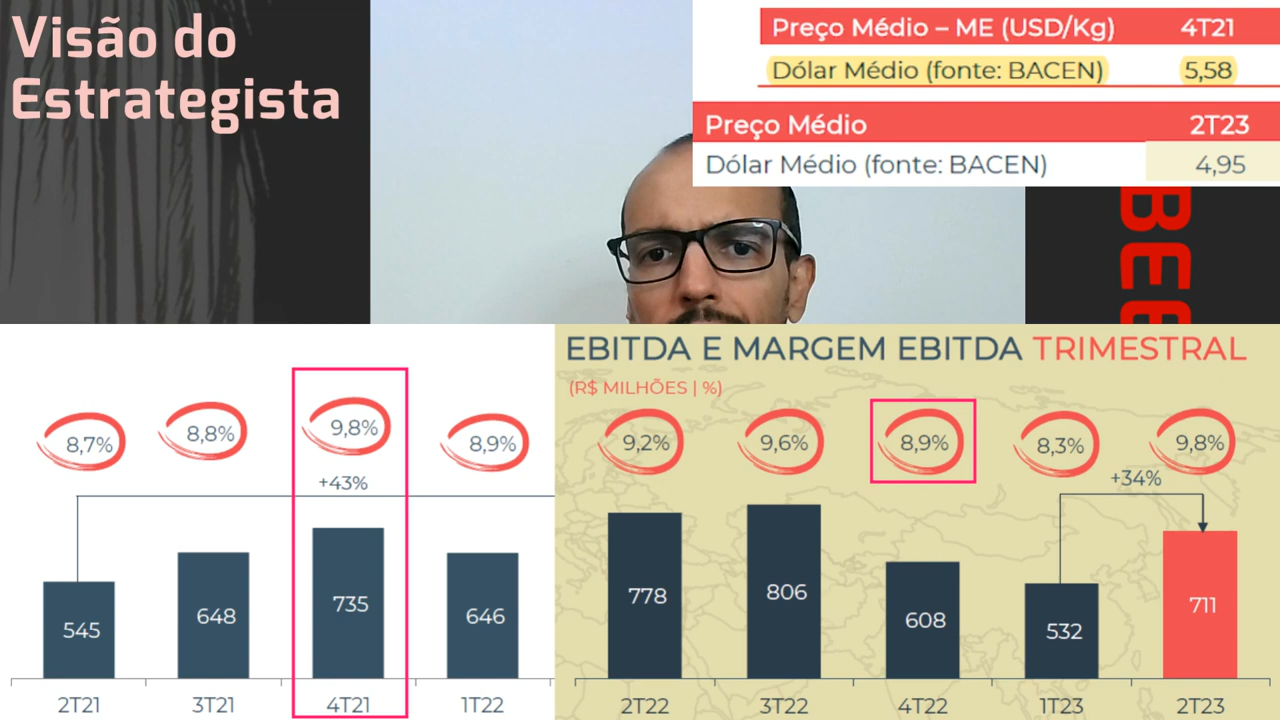 Visão do
Estrategista
Preço Médio – ME (USD/Kg) 4T21
Dólar Médio (fonte: BACEN) 5,58
Preço Médio 2T23
Dólar Médio (fonte: BACEN) 4,95
BEE
EBITDA E MARGEM EBITDA TRIMESTRAL
(R$ MILHÕES | %)
8,7% 8,8% 9,8% 8,9%
+43%
545 648 735 646
2T21 3T21 4T21 1T22
9,2% 9,6% 8,9% 8,3% 9,8%
+34%
778 806 608 532 711
2T22 3T22 4T22 1T23 2T23